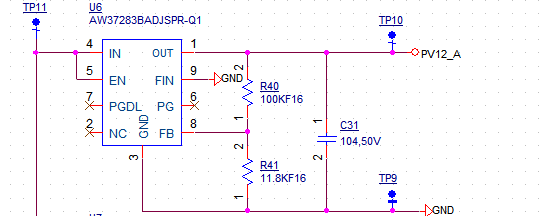 TP11
U6
AW37283BADJSPR-Q1
TP10
4 IN OUT 1
PV12_A
5 EN FIN 9 GND
2
R40
100KF16
1
7 PGDL PG 6
2 NC GND FB 8
1
C31
104,50V
2
3
2
R41
11.8KF16
1
TP9
GND